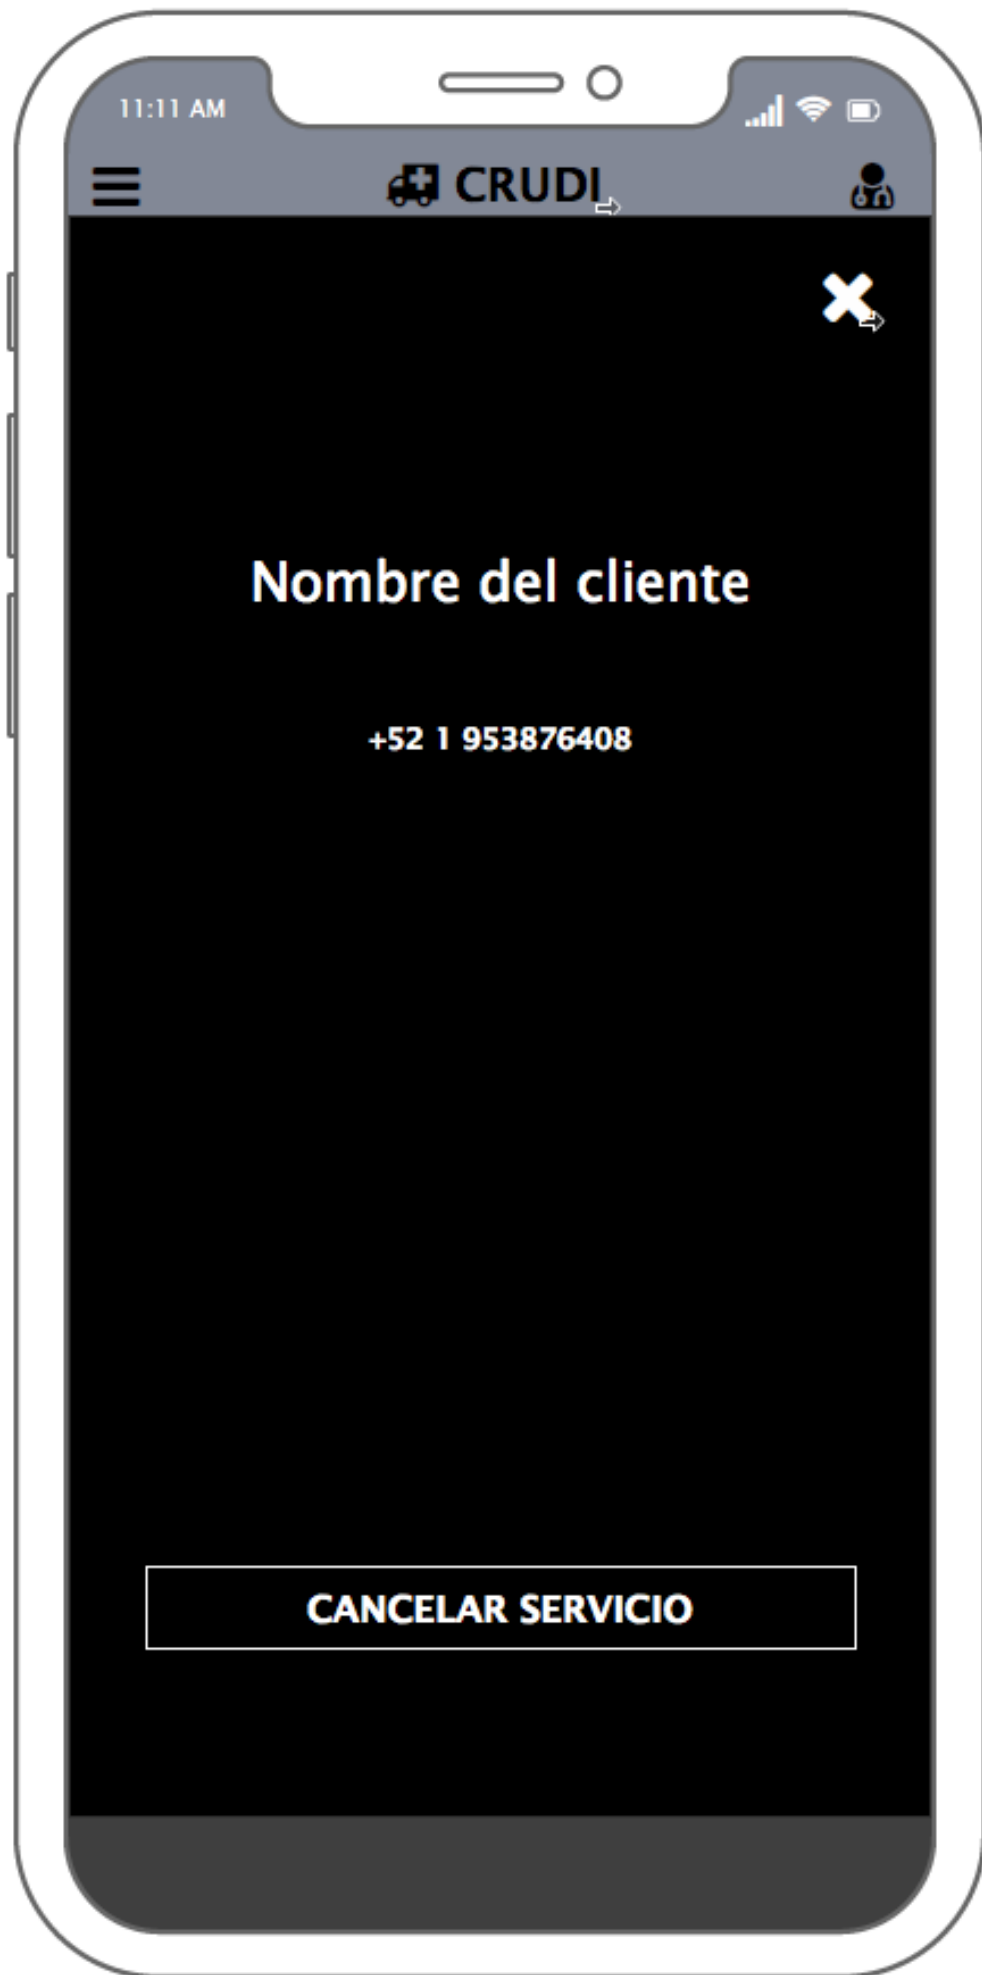 11:11 AM
CRUDI
Nombre del cliente
+52 1 953876408
CANCELAR SERVICIO